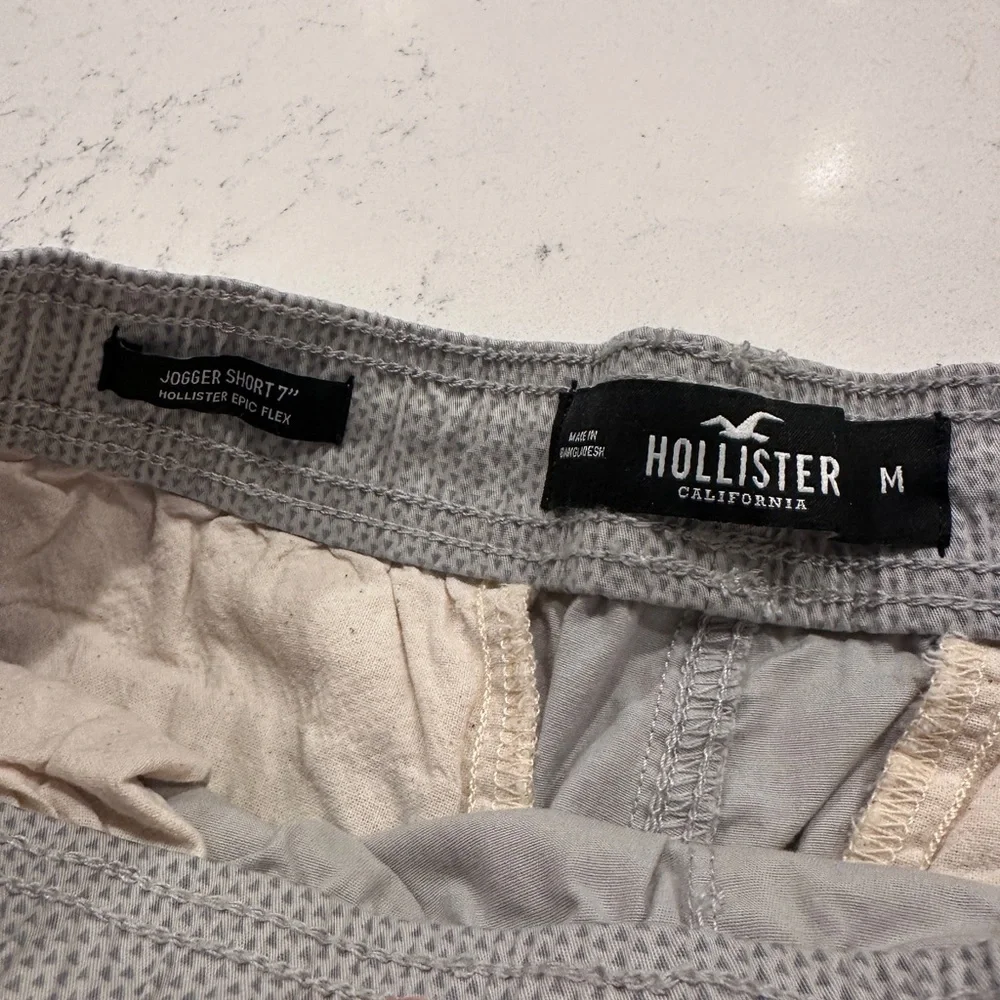 JOGGER SHORT 7"
HOLLISTER EPIC FLEX
MADE IN
BANGLADESH
HOLLISTER
CALIFORNIA
M